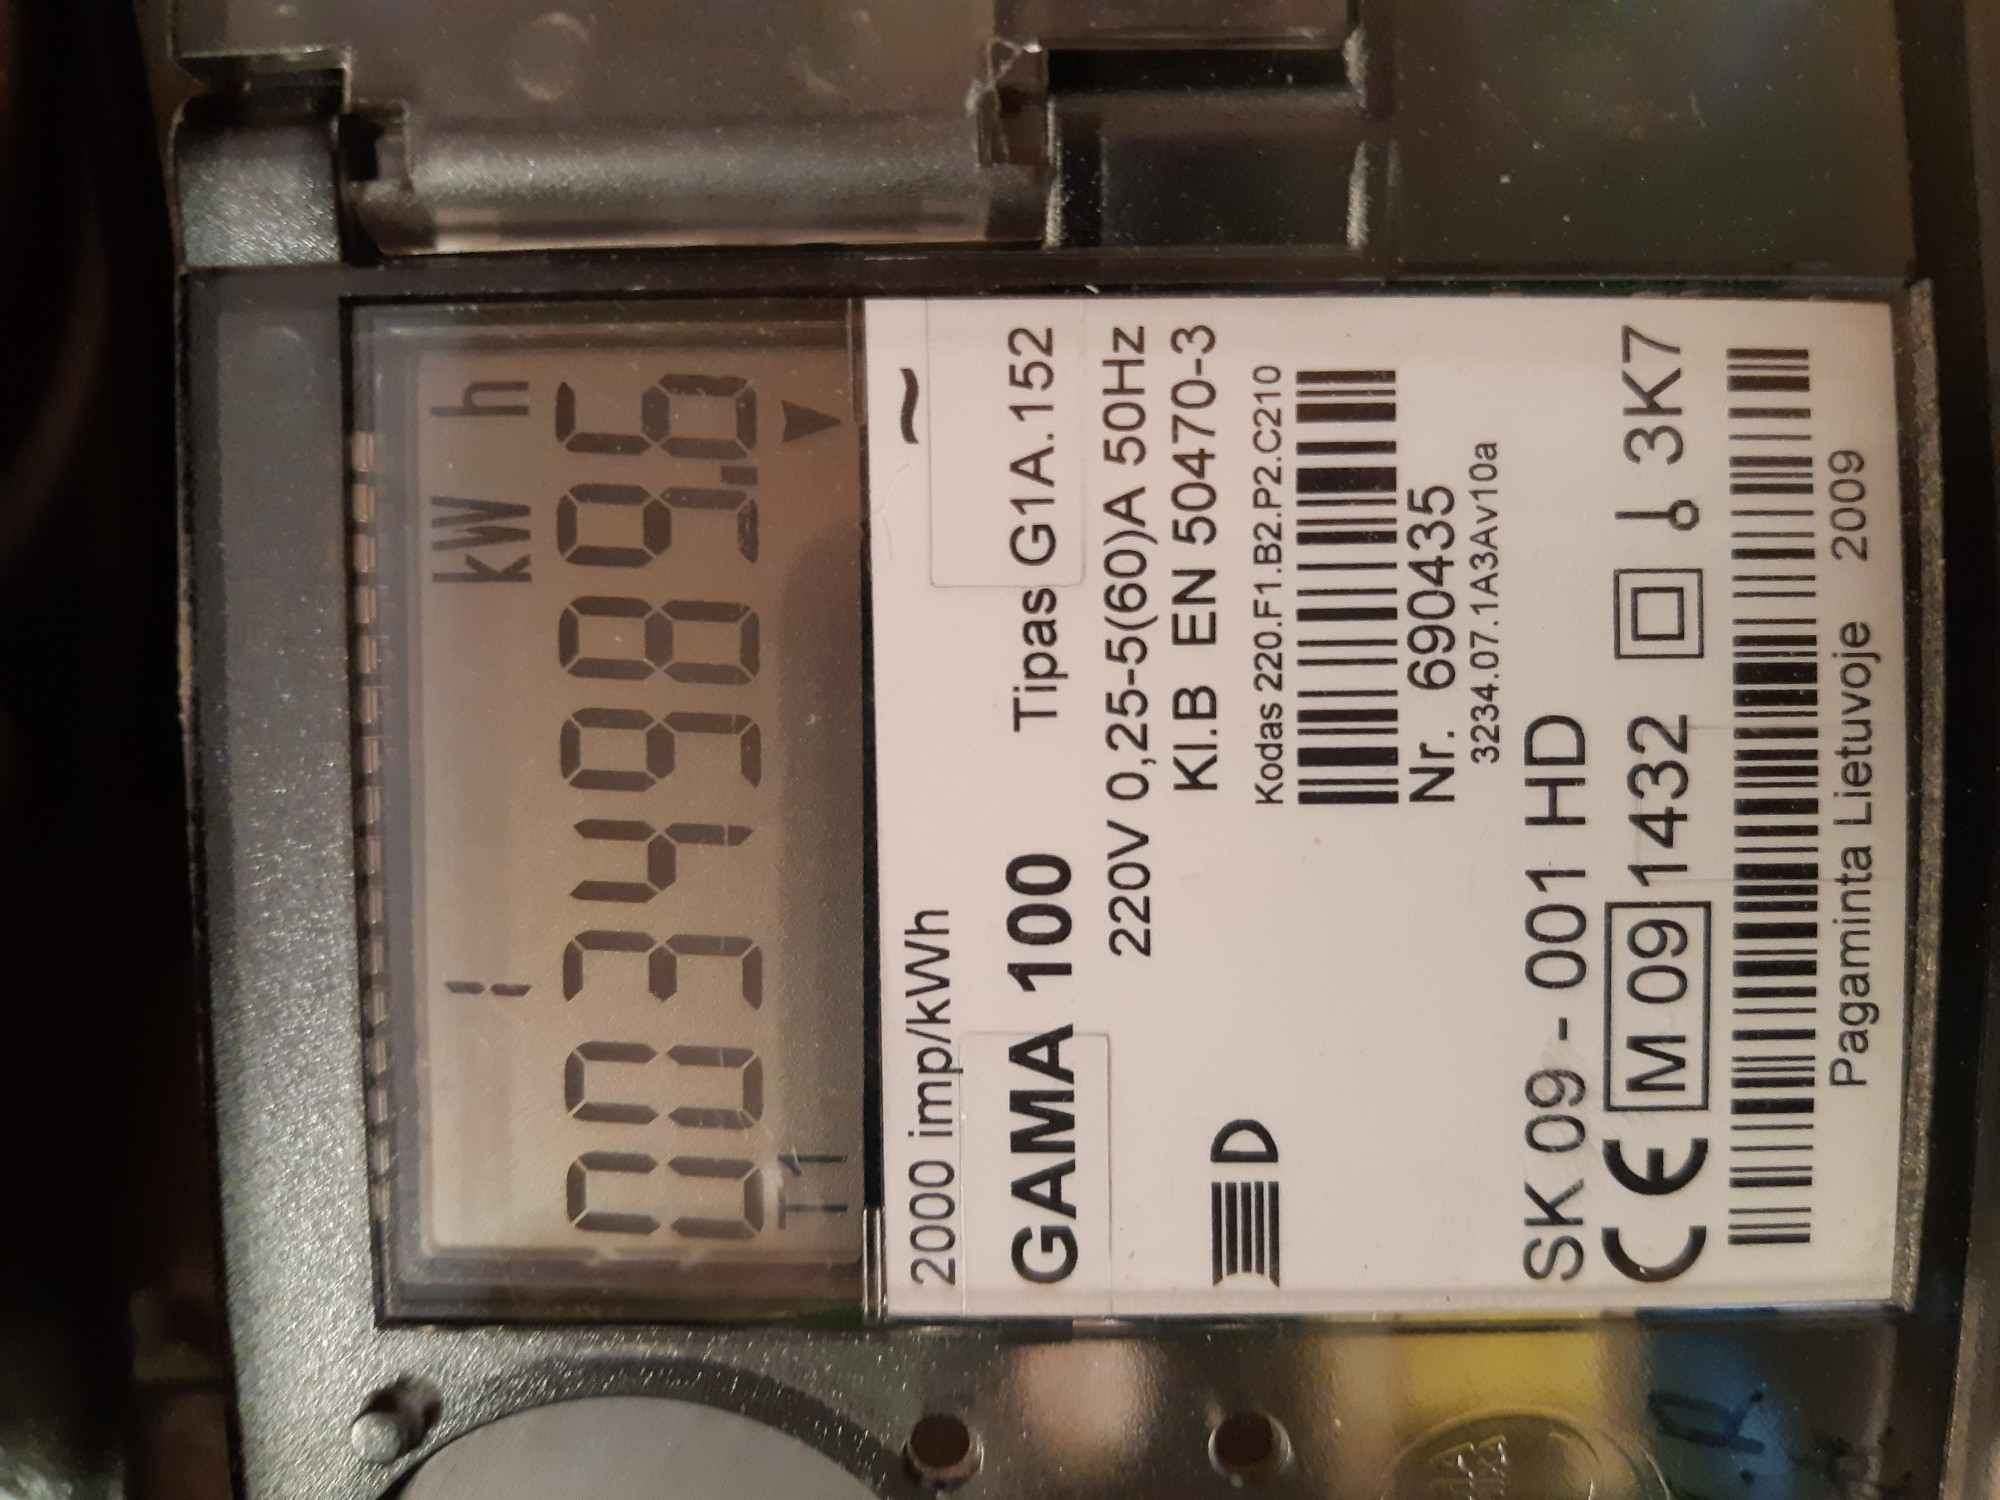 1 kW h
0034989.6
T1
2000 imp/kWh ~
GAMA 100 Tipas G1A.152
220V 0,25-5(60)A 50Hz
Kl.B EN 50470-3
D
Kodas 220.F1.B2.P2.C210
Nr. 690435
3234.07.1A3Av10a
SK 09 - 001 HD
CE M 09 1432 3K7
Pagaminta Lietuvoje 2009